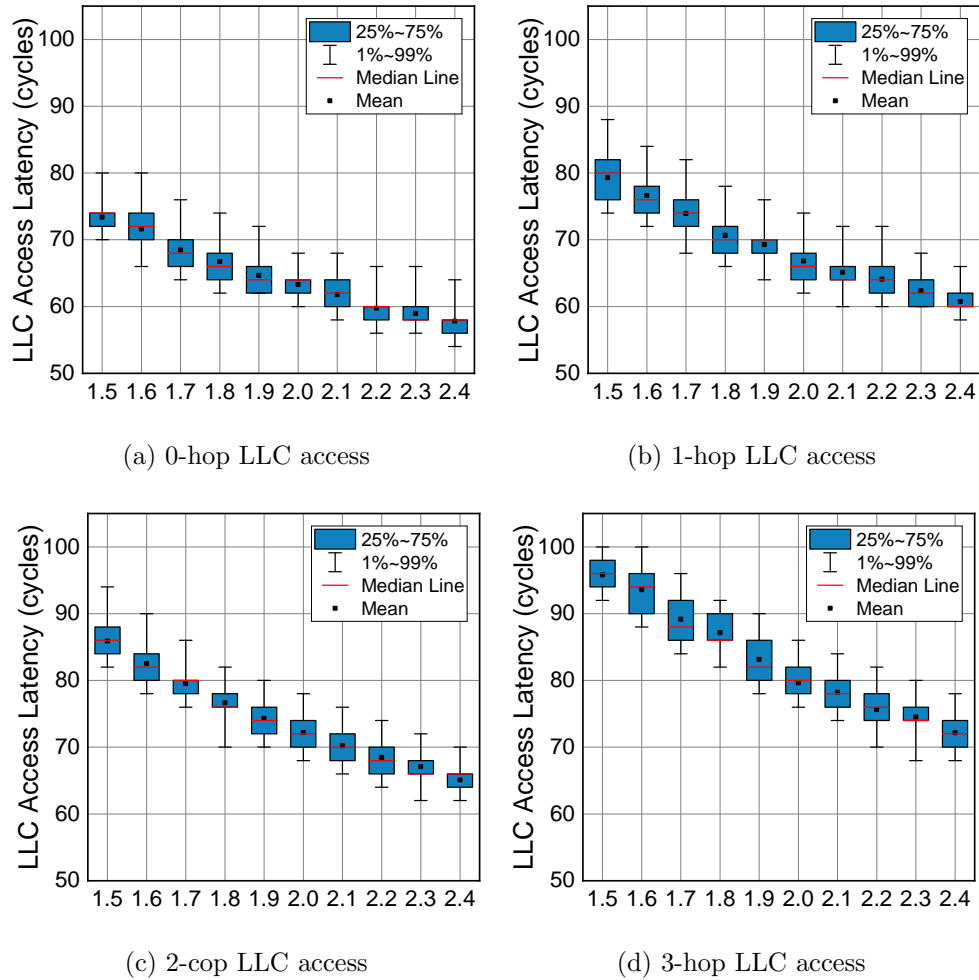 LLC Access Latency (cycles)
100
90
80
70
60
50
25%~75%
1%~99%
Median Line
Mean
1.5 1.6 1.7 1.8 1.9 2.0 2.1 2.2 2.3 2.4
(a) 0-hop LLC access
LLC Access Latency (cycles)
100
90
80
70
60
50
25%~75%
1%~99%
Median Line
Mean
1.5 1.6 1.7 1.8 1.9 2.0 2.1 2.2 2.3 2.4
(b) 1-hop LLC access
LLC Access Latency (cycles)
100
90
80
70
60
50
25%~75%
1%~99%
Median Line
Mean
1.5 1.6 1.7 1.8 1.9 2.0 2.1 2.2 2.3 2.4
(c) 2-cop LLC access
LLC Access Latency (cycles)
100
90
80
70
60
50
25%~75%
1%~99%
Median Line
Mean
1.5 1.6 1.7 1.8 1.9 2.0 2.1 2.2 2.3 2.4
(d) 3-hop LLC access